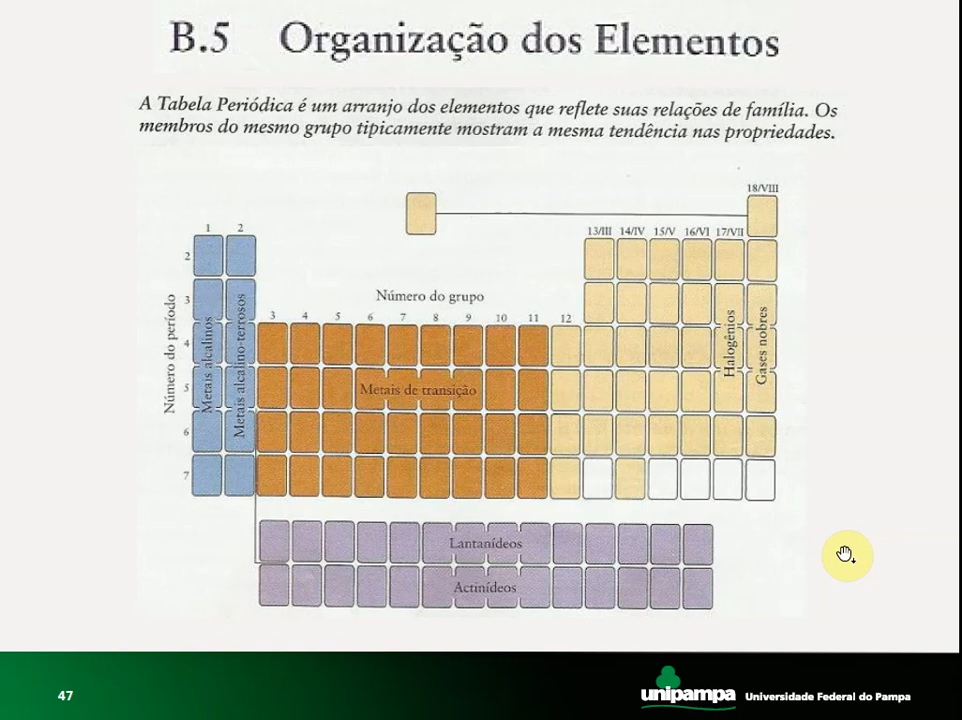 B.5 Organização dos Elementos
A Tabela Periódica é um arranjo dos elementos que reflete suas relações de família. Os
membros do mesmo grupo tipicamente mostram a mesma tendência nas propriedades.
18/VIII
1 2
13/III 14/IV 15/V 16/VI 17/VII
Número do grupo
3 4 5 6 7 8 9 10 11 12
Número do período
2
3
4
5
6
7
Metais alcalinos
Metais alcalino-terrosos
Metais de transição
Halogênios
Gases nobres
Lantanídeos
Actinídeos
47
unipampa Universidade Federal do Pampa